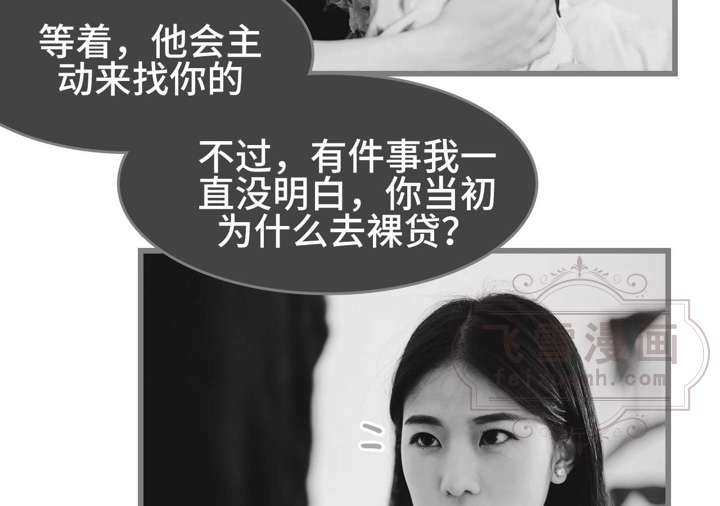 等着，他会主
动来找你的
不过，有件事我一
直没明白，你当初
为什么去裸贷？
飞雪漫画